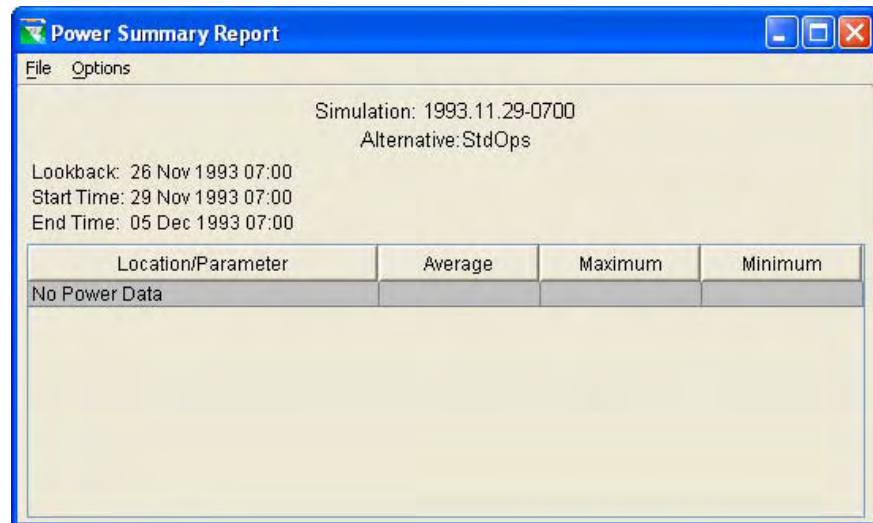 Power Summary Report
File Options
Simulation: 1993.11.29-0700
Alternative:StdOps
Lookback: 26 Nov 1993 07:00
Start Time: 29 Nov 1993 07:00
End Time: 05 Dec 1993 07:00
Location/Parameter Average Maximum Minimum
No Power Data